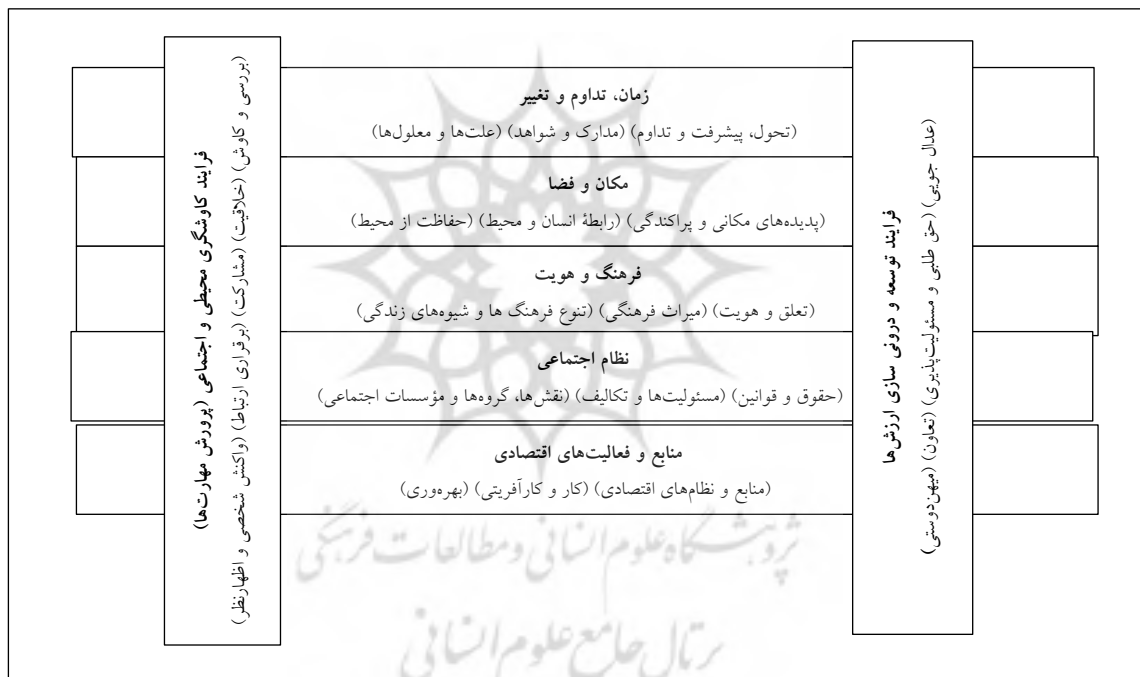 فرایند توسعه و درونی سازی ارزش‌ها
(عدال جویی) (حق طلبی و مسئولیت‌پذیری) (تعاون) (میهن‌دوستی)
زمان، تداوم و تغییر
(تحول، پیشرفت و تداوم) (مدارک و شواهد) (علت‌ها و معلول‌ها)
مکان و فضا
(پدیده‌های مکانی و پراکندگی) (رابطهٔ انسان و محیط) (حفاظت از محیط)
فرهنگ و هویت
(تعلق و هویت) (میراث فرهنگی) (تنوع فرهنگ ها و شیوه‌های زندگی)
نظام اجتماعی
(حقوق و قوانین) (مسئولیت‌ها و تکالیف) (نقش‌ها، گروه‌ها و مؤسسات اجتماعی)
منابع و فعالیت‌های اقتصادی
(منابع و نظام‌های اقتصادی) (کار و کارآفرینی) (بهره‌وری)
فرایند کاوشگری محیطی و اجتماعی (پرورش مهارت‌ها)
(بررسی و کاوش) (خلاقیت) (مشارکت) (برقراری ارتباط) (واکنش شخصی و اظهارنظر)
پژوهشگاه علوم انسانی و مطالعات فرهنگی
پرتال جامع علوم انسانی